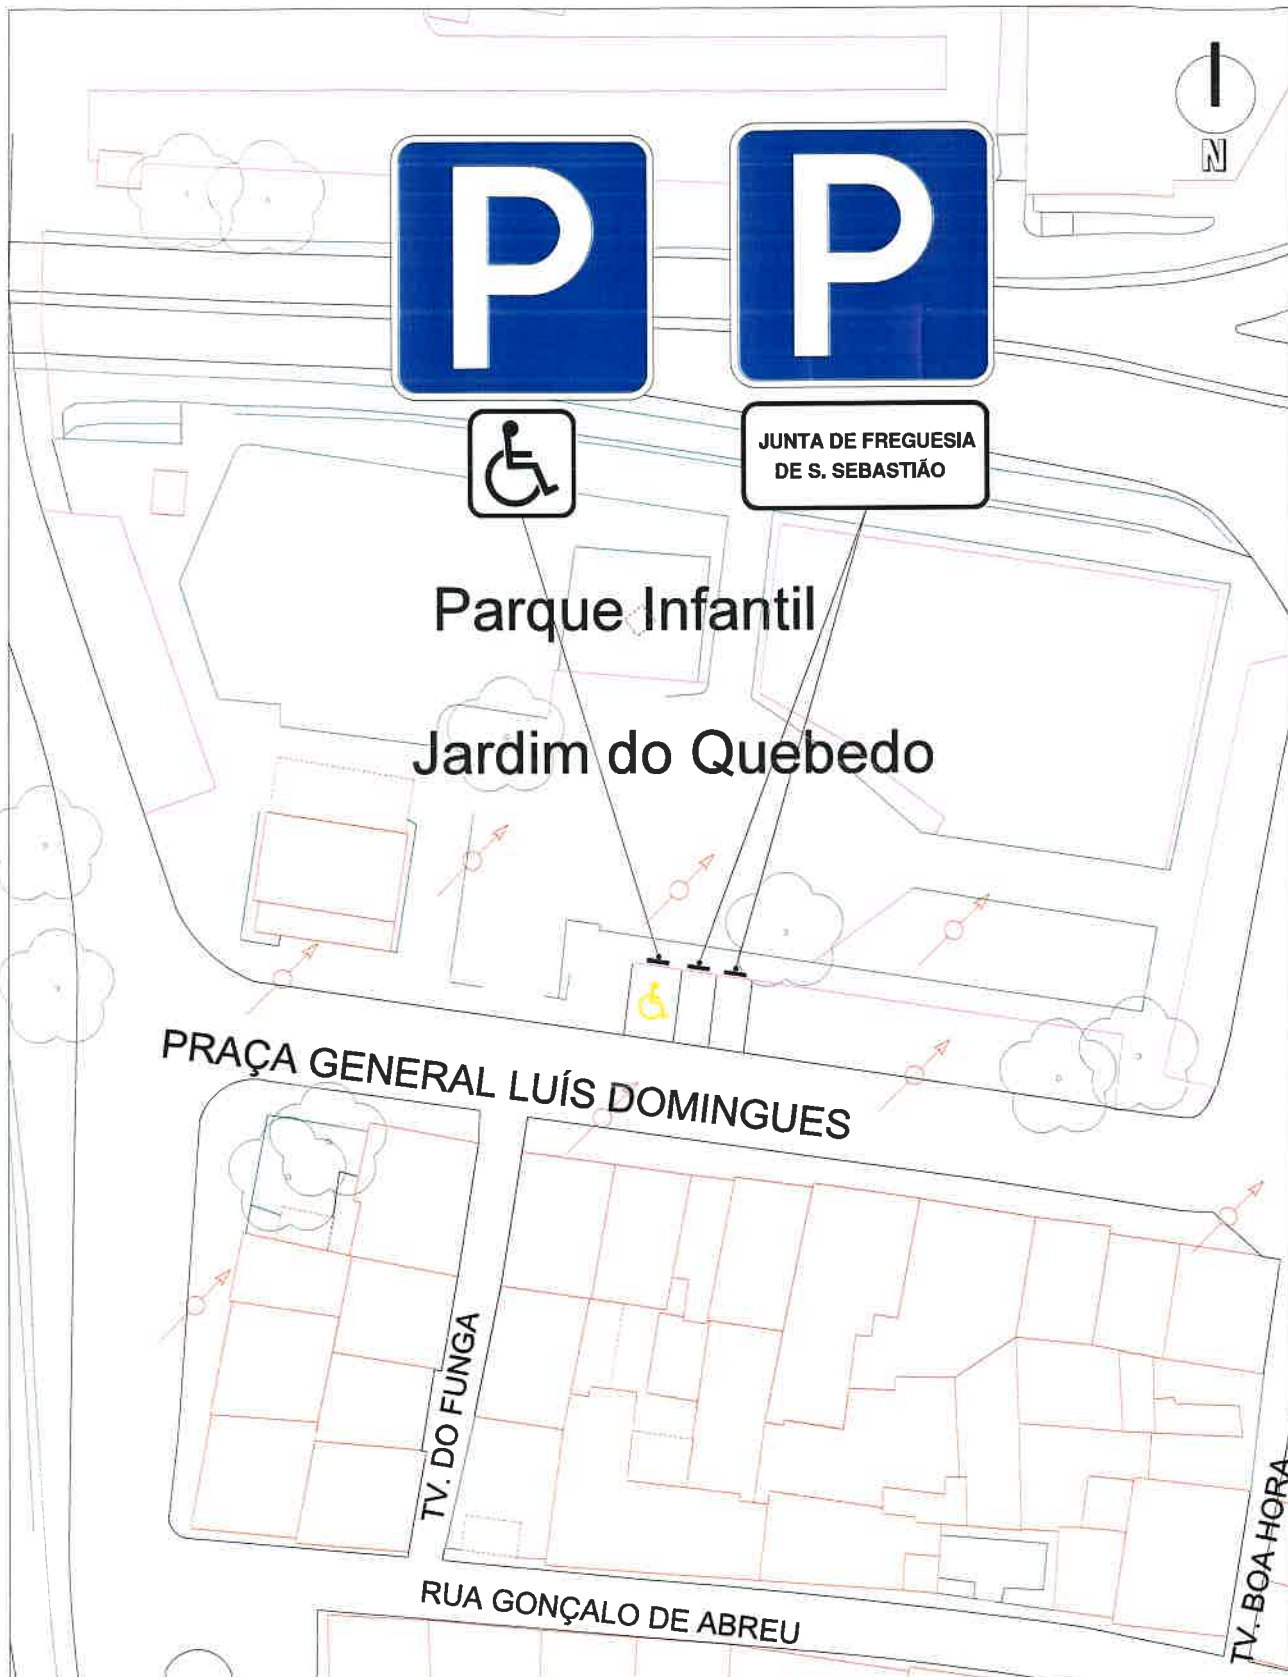 N
P
P
JUNTA DE FREGUESIA
DE S. SEBASTIÃO
Parque Infantil
Jardim do Quebedo
PRAÇA GENERAL LUÍS DOMINGUES
TV. DO FUNGA
TV. BOA HORA
RUA GONÇALO DE ABREU